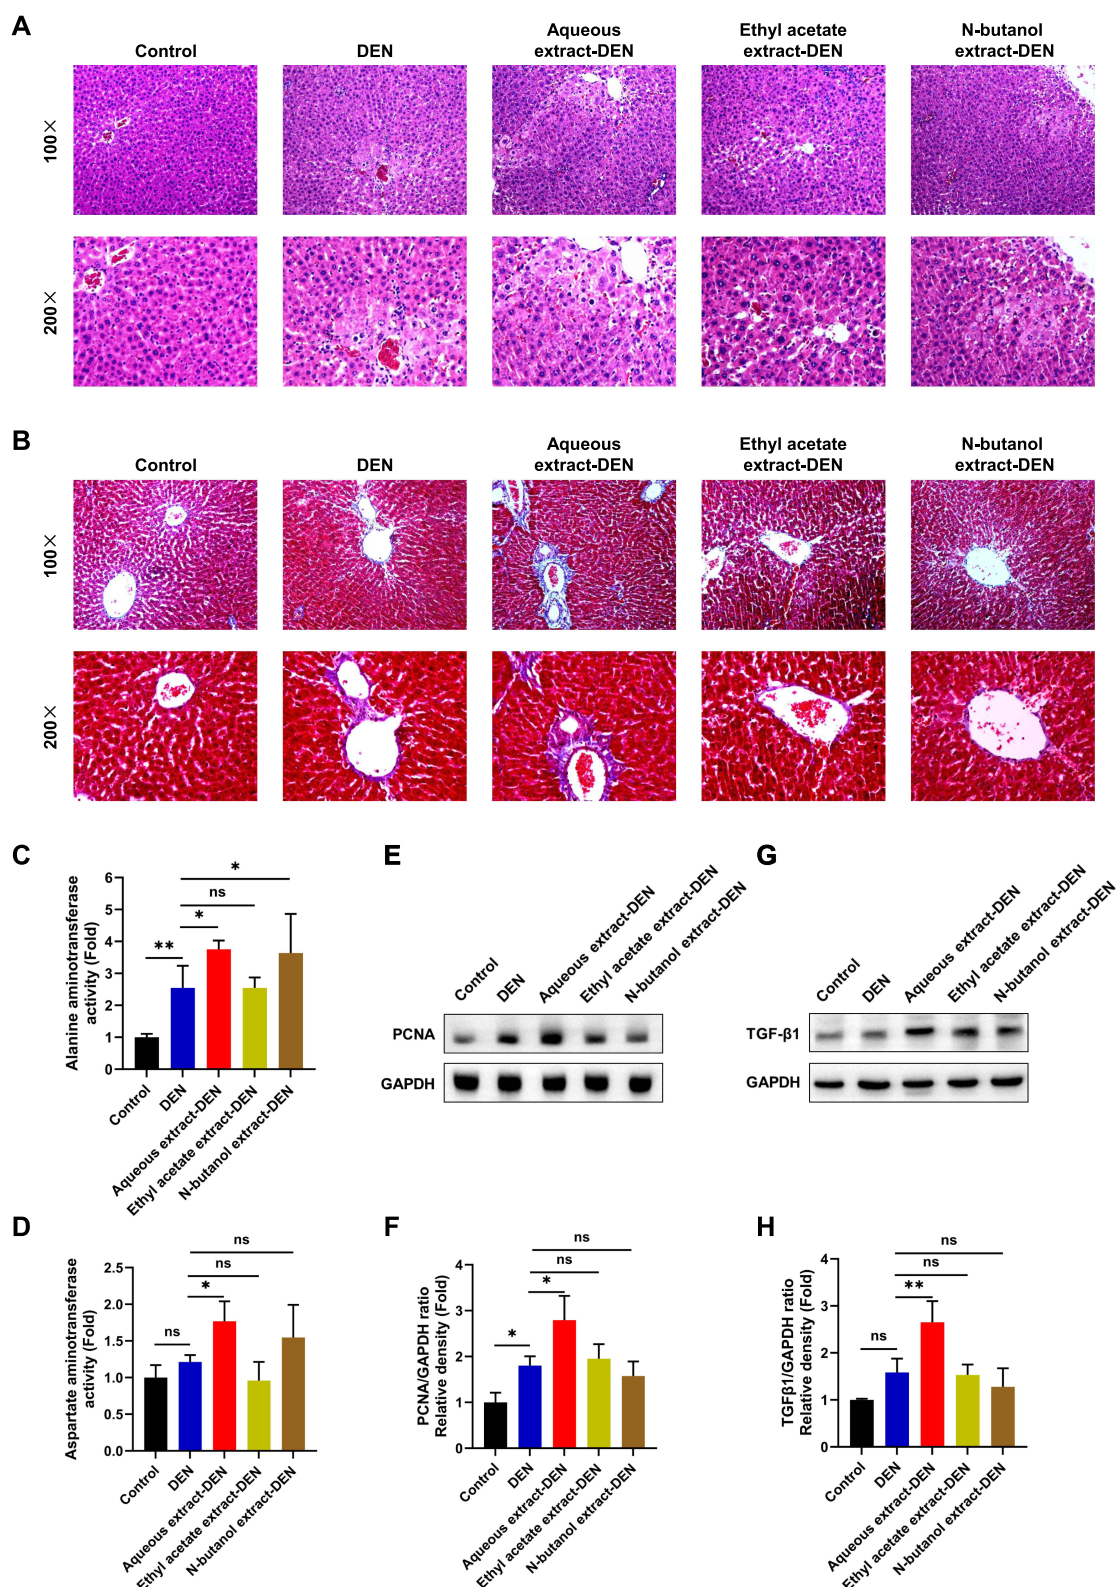 A
Control
DEN
Aqueous
extract-DEN
Ethyl acetate
extract-DEN
N-butanol
extract-DEN
100×
200×
B
Control
DEN
Aqueous
extract-DEN
Ethyl acetate
extract-DEN
N-butanol
extract-DEN
100×
200×
C
Alanine aminotransferase
activity (Fold)
6
5
4
3
2
1
0
**
*
ns
*
Control
DEN
Aqueous extract-DEN
Ethyl acetate extract-DEN
N-butanol extract-DEN
E
Control
DEN
Aqueous extract-DEN
Ethyl acetate extract-DEN
N-butanol extract-DEN
PCNA
GAPDH
G
Control
DEN
Aqueous extract-DEN
Ethyl acetate extract-DEN
N-butanol extract-DEN
TGF-β1
GAPDH
D
Aspartate aminotransferase
activity (Fold)
2.5
2.0
1.5
1.0
0.5
0.0
ns
*
ns
ns
Control
DEN
Aqueous extract-DEN
Ethyl acetate extract-DEN
N-butanol extract-DEN
F
PCNA/GAPDH ratio
Relative density (Fold)
4
3
2
1
0
*
*
ns
ns
Control
DEN
Aqueous extract-DEN
Ethyl acetate extract-DEN
N-butanol extract-DEN
H
TGFβ1/GAPDH ratio
Relative density (Fold)
4
3
2
1
0
ns
**
ns
ns
Control
DEN
Aqueous extract-DEN
Ethyl acetate extract-DEN
N-butanol extract-DEN